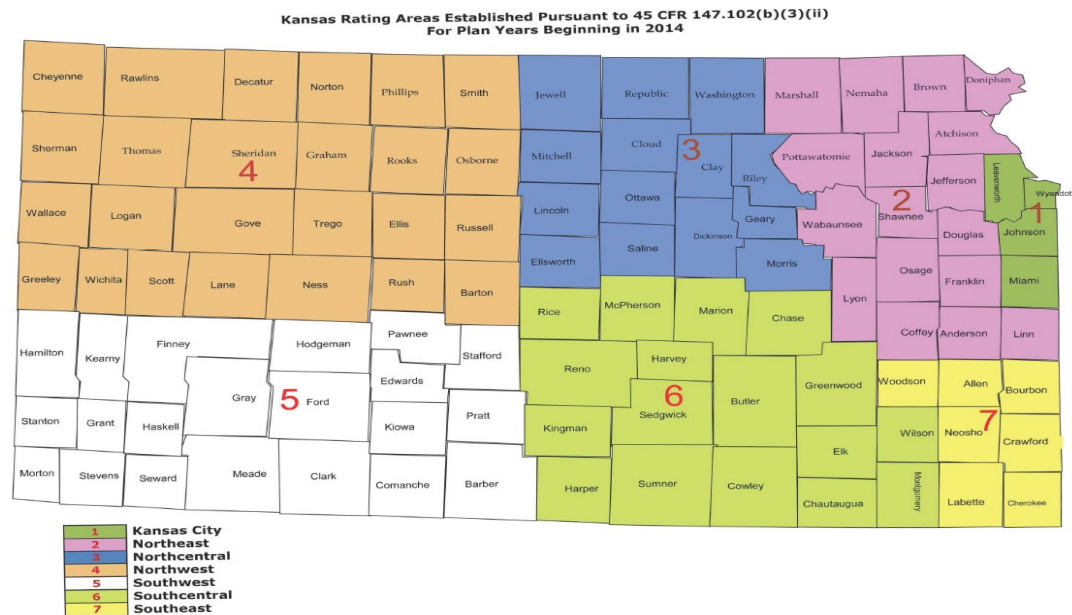 Kansas Rating Areas Established Pursuant to 45 CFR 147.102(b)(3)(ii)
For Plan Years Beginning in 2014
Cheyenne
Rawlins
Decatur
Norton
Phillips
Smith
Jewell
Republic
Washington
Marshall
Nemaha
Brown
Doniphan
Sherman
Thomas
Sheridan
4
Graham
Rooks
Osborne
Mitchell
Cloud
3
Clay
Riley
Pottawatomie
Jackson
Atchison
Jefferson
Leavenworth
Wyandot
1
Wallace
Logan
Gove
Trego
Ellis
Russell
Lincoln
Ottawa
Dickinson
Geary
Wabaunsee
2
Shawnee
Douglas
Johnson
Greeley
Wichita
Scott
Lane
Ness
Rush
Barton
Ellsworth
Saline
Morris
Lyon
Osage
Franklin
Miami
Hamilton
Kearny
Finney
Hodgeman
Pawnee
Stafford
Rice
McPherson
Marion
Chase
Coffey
Anderson
Linn
Gray
5
Ford
Edwards
Reno
Harvey
6
Sedgwick
Butler
Greenwood
Woodson
Allen
Bourbon
Stanton
Grant
Haskell
Kiowa
Pratt
Kingman
Elk
Wilson
Neosho
7
Crawford
Morton
Stevens
Seward
Meade
Clark
Comanche
Barber
Harper
Sumner
Cowley
Chautaugua
Montgomery
Labette
Cherokee
1 Kansas City
2 Northeast
3 Northcentral
4 Northwest
5 Southwest
6 Southcentral
7 Southeast